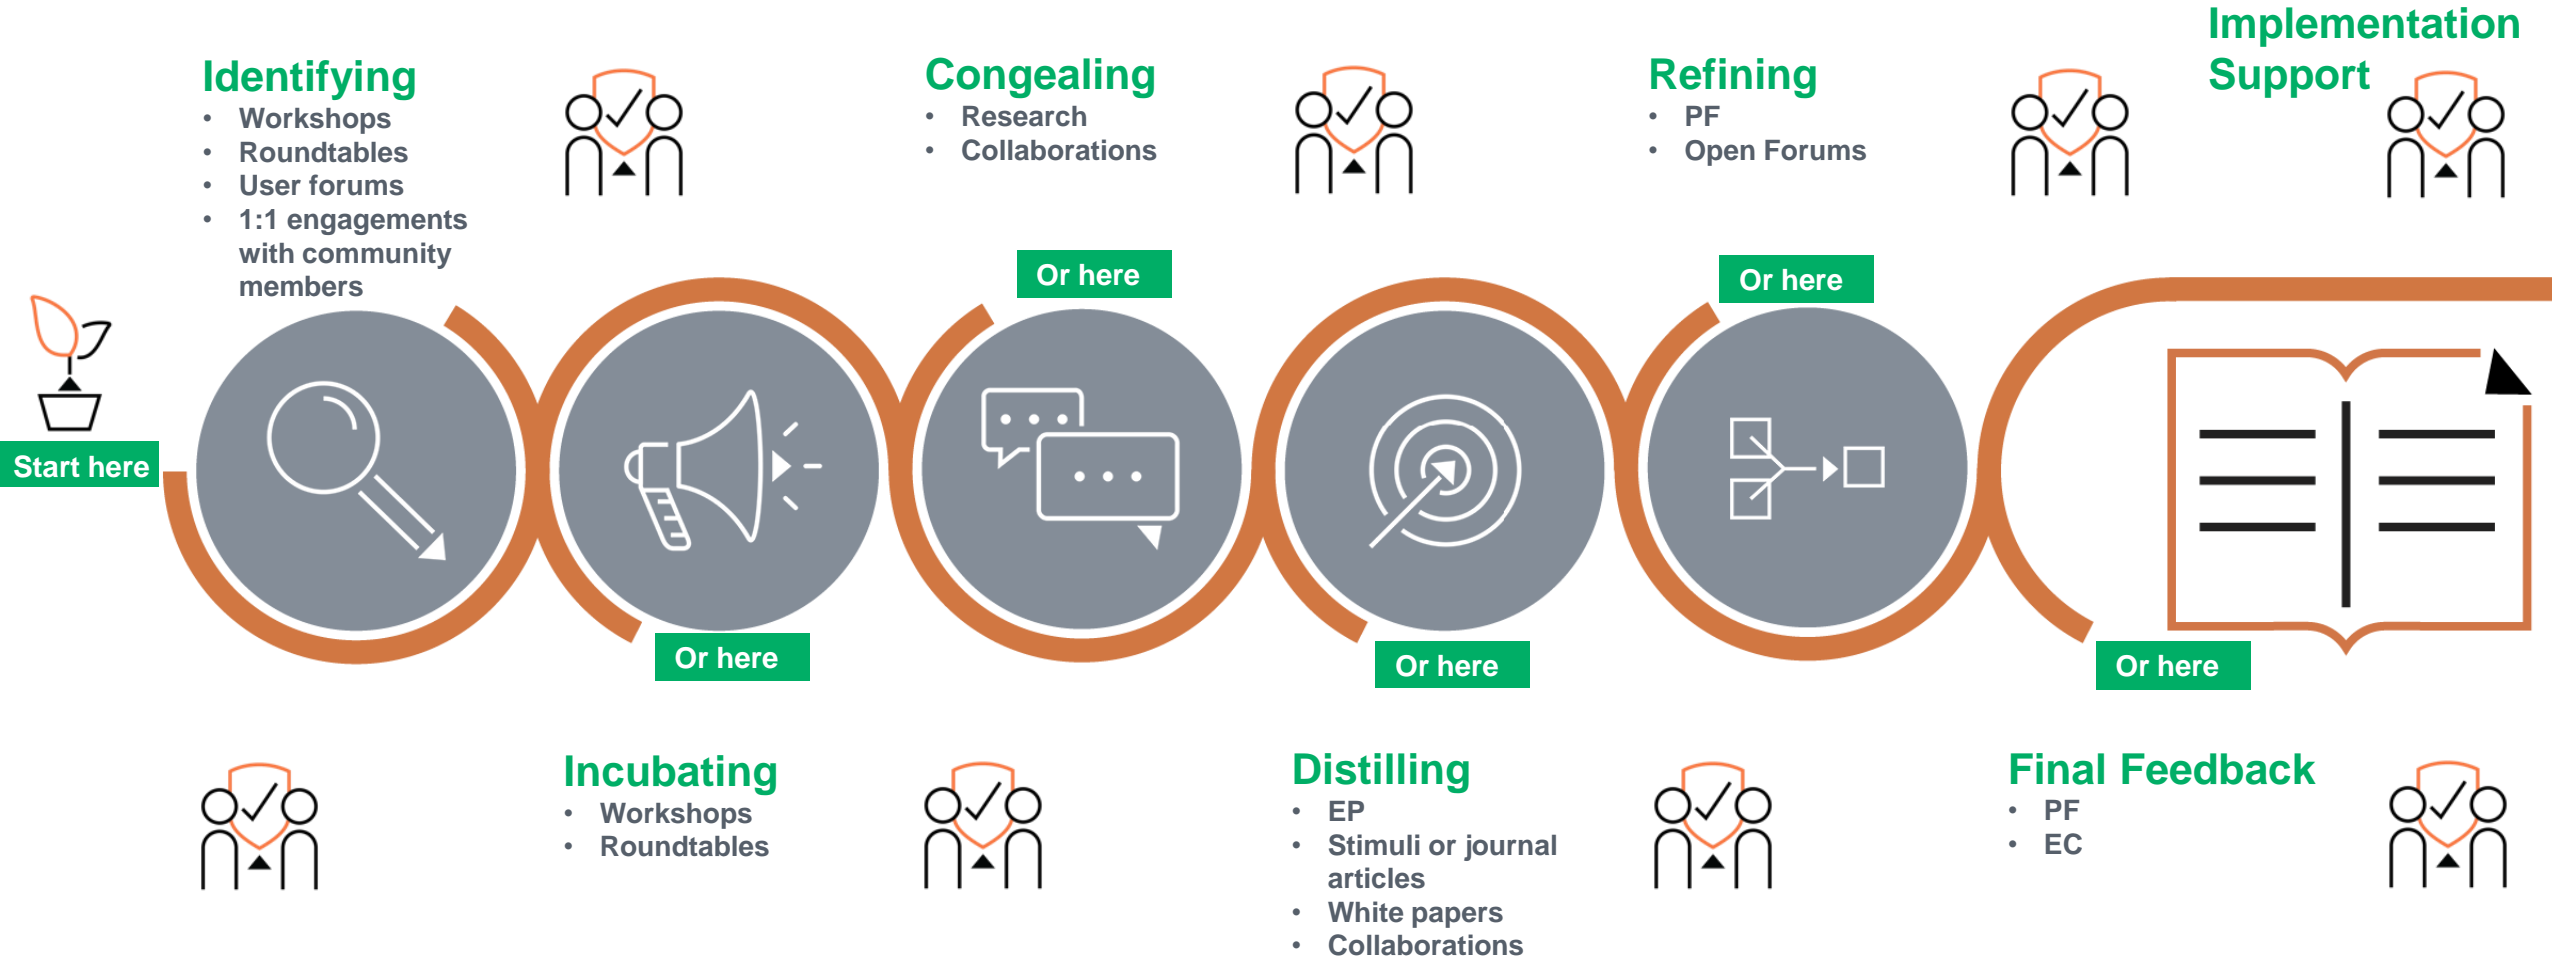 Identifying
• Workshops
• Roundtables
• User forums
• 1:1 engagements
with community
members
Congealing
• Research
• Collaborations
Refining
• PF
• Open Forums
Implementation
Support
Start here
Or here
Or here
Or here
Or here
Or here
Incubating
• Workshops
• Roundtables
Distilling
• EP
• Stimuli or journal
articles
• White papers
• Collaborations
Final Feedback
• PF
• EC